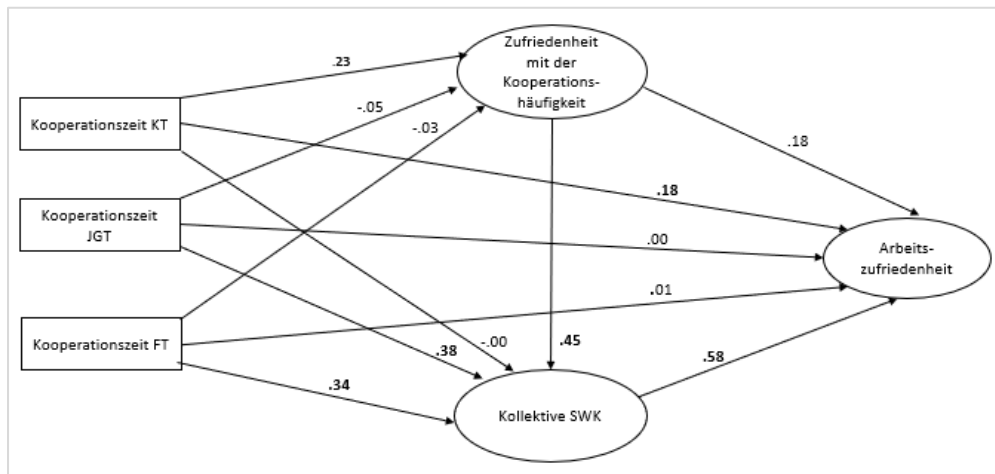 Zufriedenheit
mit der
Kooperations-
häufigkeit
.23
-.05
-.03
Kooperationszeit KT
.18
.18
Kooperationszeit
JGT
.00
Arbeits-
zufriedenheit
.01
Kooperationszeit FT
.38
-.00
.45
.58
.34
Kollektive SWK